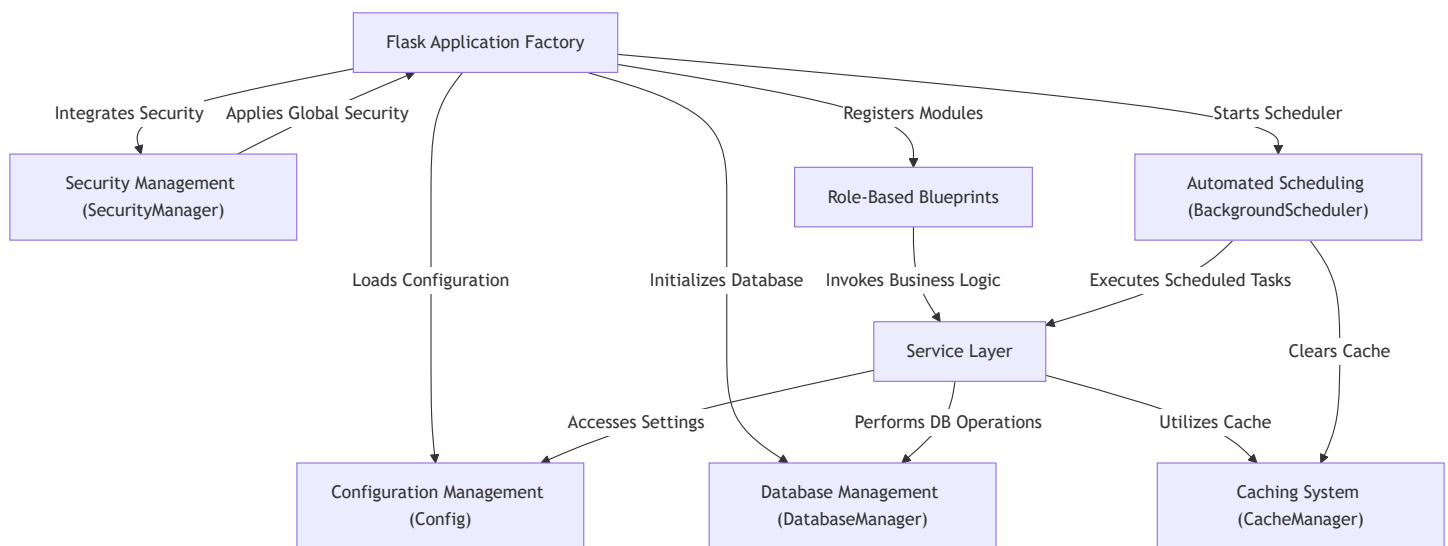 Flask Application Factory
Integrates Security
Applies Global Security
Registers Modules
Starts Scheduler
Security Management
(SecurityManager)
Role-Based Blueprints
Automated Scheduling
(BackgroundScheduler)
Loads Configuration
Initializes Database
Invokes Business Logic
Executes Scheduled Tasks
Service Layer
Clears Cache
Accesses Settings
Performs DB Operations
Utilizes Cache
Configuration Management
(Config)
Database Management
(DatabaseManager)
Caching System
(CacheManager)